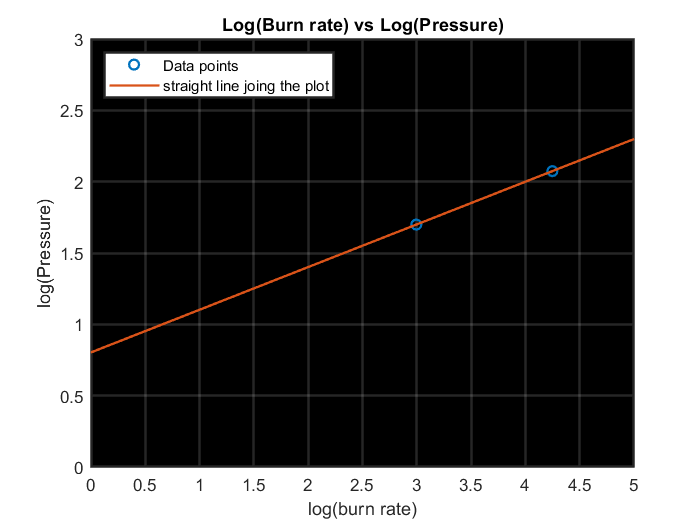 Log(Burn rate) vs Log(Pressure)
Data points
straight line joing the plot
log(Pressure)
3
2.5
2
1.5
1
0.5
0
0 0.5 1 1.5 2 2.5 3 3.5 4 4.5 5
log(burn rate)